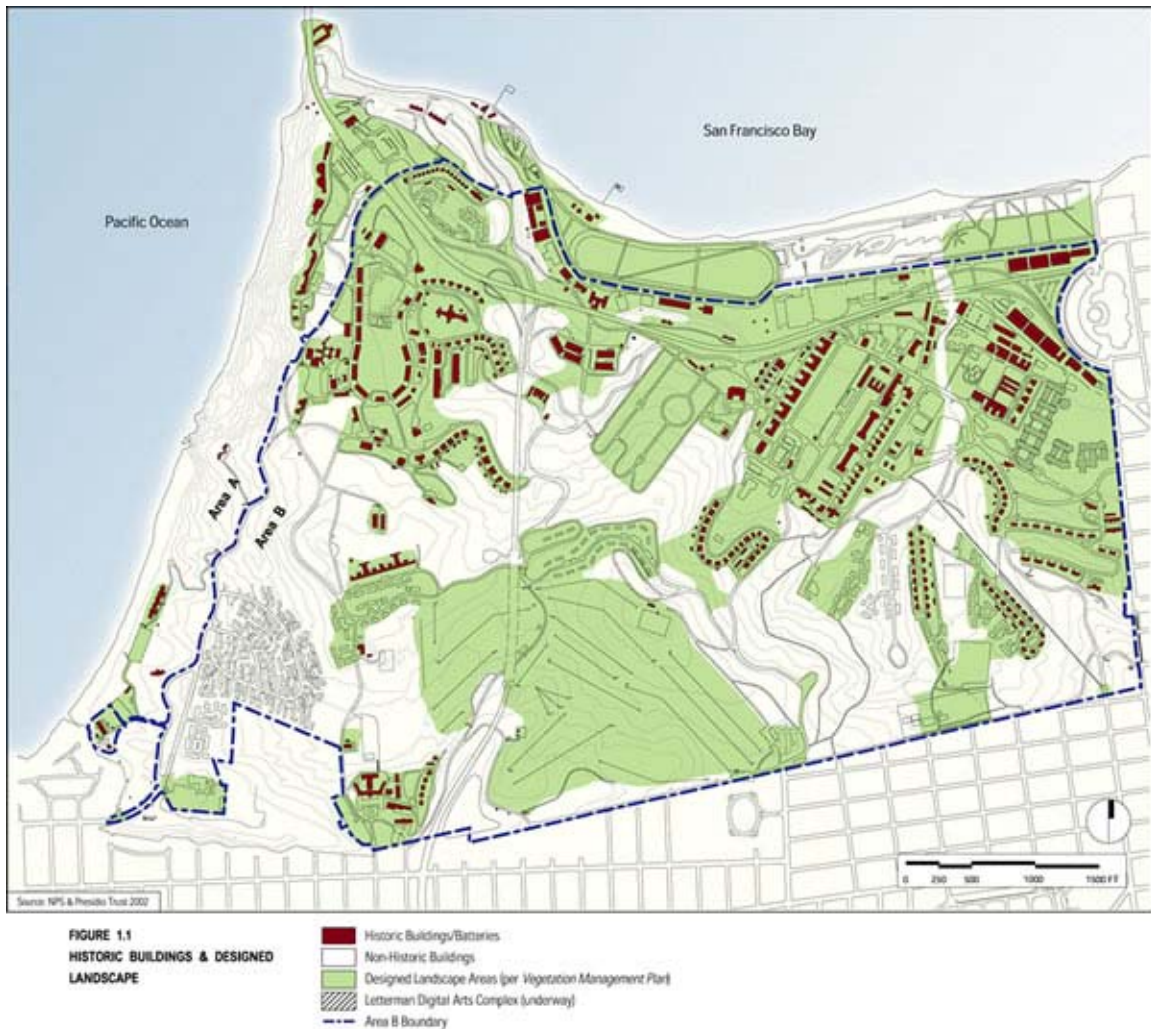 San Francisco Bay
Pacific Ocean
Area A
Area B
0 250 500 1000 1500 FT
Source: NPS & Presidio Trust 2002
FIGURE 1.1
HISTORIC BUILDINGS & DESIGNED
LANDSCAPE
Historic Buildings/Batteries
Non-Historic Buildings
Designed Landscape Areas (per Vegetation Management Plan)
Letterman Digital Arts Complex (underway)
Area B Boundary